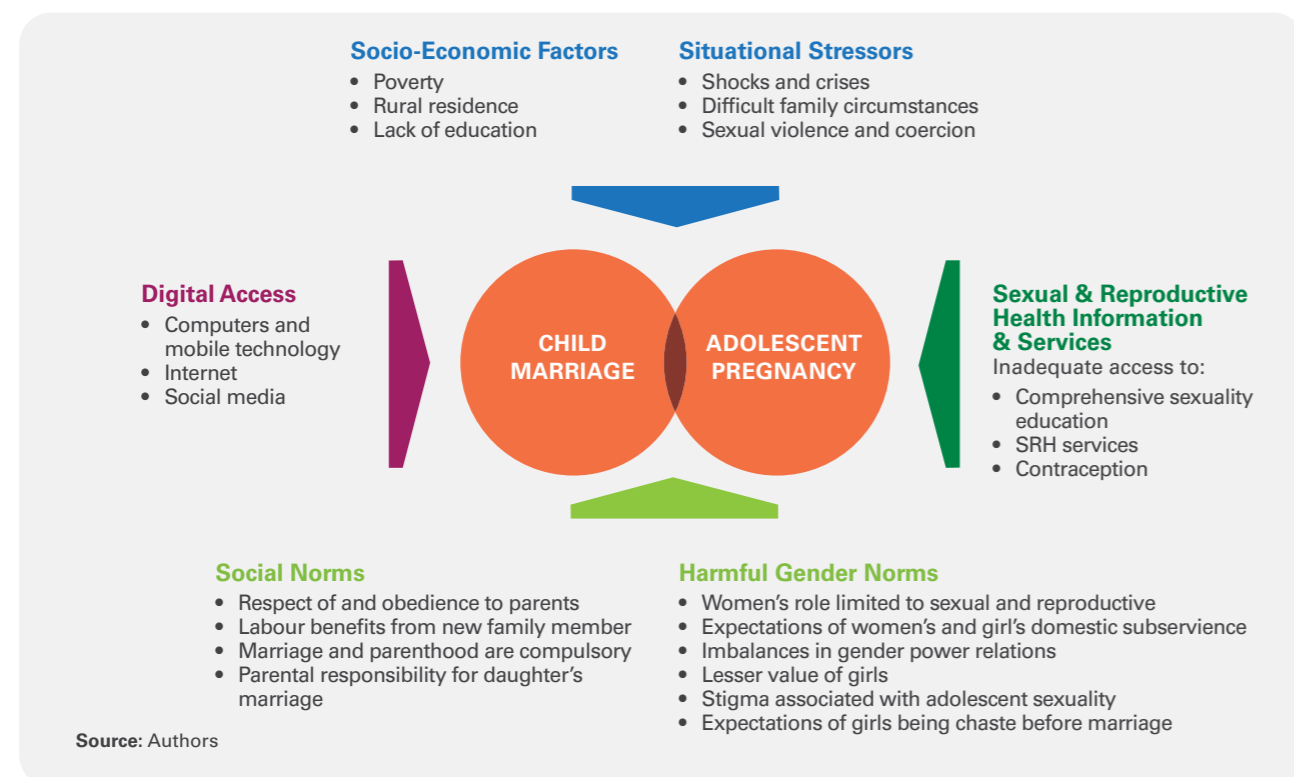 Socio-Economic Factors
• Poverty
• Rural residence
• Lack of education
Situational Stressors
• Shocks and crises
• Difficult family circumstances
• Sexual violence and coercion
Digital Access
• Computers and
mobile technology
• Internet
• Social media
CHILD
MARRIAGE
ADOLESCENT
PREGNANCY
Sexual & Reproductive
Health Information
& Services
Inadequate access to:
• Comprehensive sexuality
education
• SRH services
• Contraception
Social Norms
• Respect of and obedience to parents
• Labour benefits from new family member
• Marriage and parenthood are compulsory
• Parental responsibility for daughter’s
marriage
Harmful Gender Norms
• Women’s role limited to sexual and reproductive
• Expectations of women’s and girl’s domestic subservience
• Imbalances in gender power relations
• Lesser value of girls
• Stigma associated with adolescent sexuality
• Expectations of girls being chaste before marriage
Source: Authors